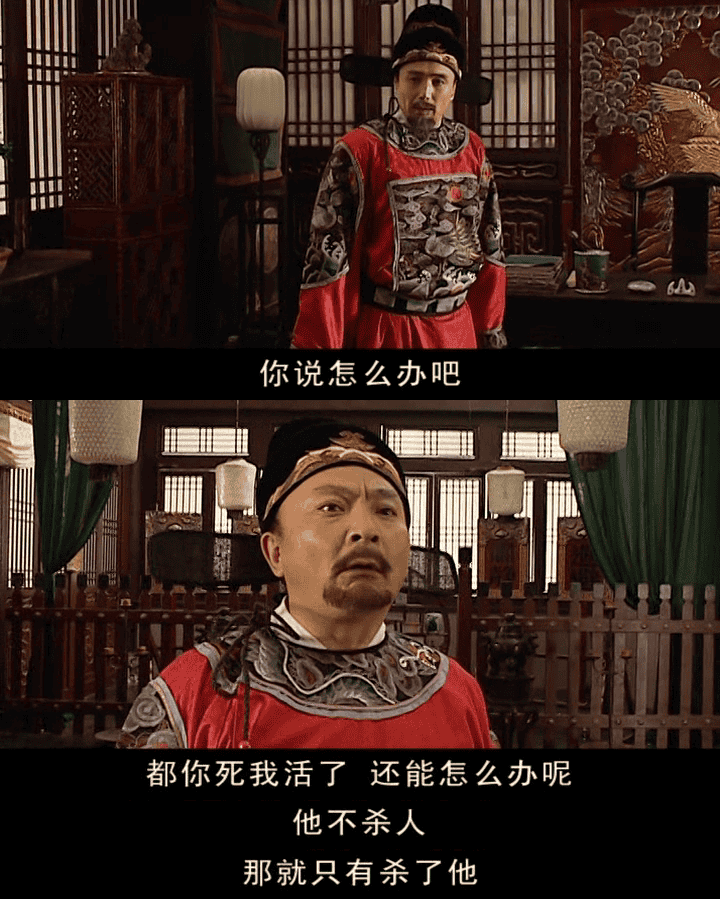 你说怎么办吧
都你死我活了 还能怎么办呢
他不杀人
那就只有杀了他